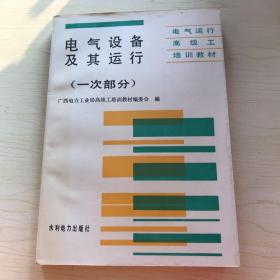 电气设备
及其运行
(一次部分)
电气运行
高级工
培训教材
广西电力工业局高级工培训教材编委会 编
水利电力出版社